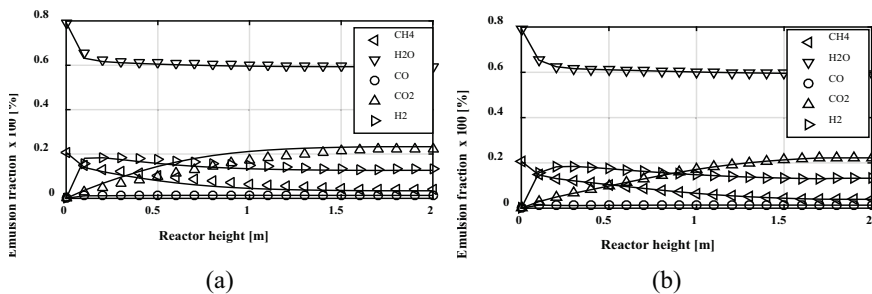 0.8
0.6
0.4
0.2
0
0
0.5
1
1.5
2
Emulsion fraction x 100 [%]
Reactor height [m]
CH4
H2O
CO
CO2
H2
(a)
0.8
0.6
0.4
0.2
0
0
0.5
1
1.5
2
Emulsion fraction x 100 [%]
Reactor height [m]
CH4
H2O
CO
CO2
H2
(b)